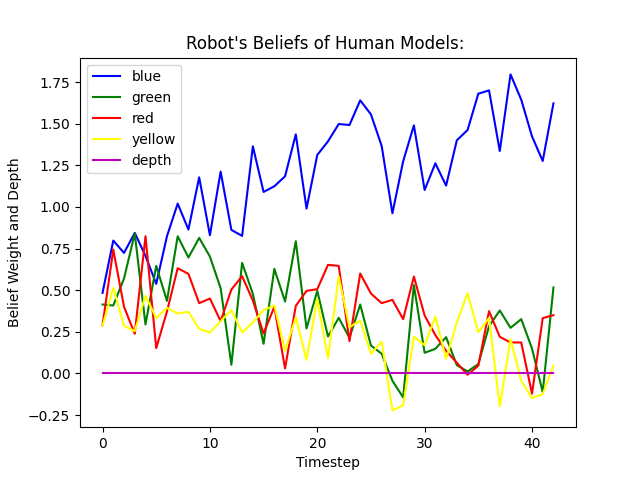 Robot's Beliefs of Human Models:
blue
green
red
yellow
depth
Belief Weight and Depth
1.75
1.50
1.25
1.00
0.75
0.50
0.25
0.00
−0.25
0
10
20
30
40
Timestep